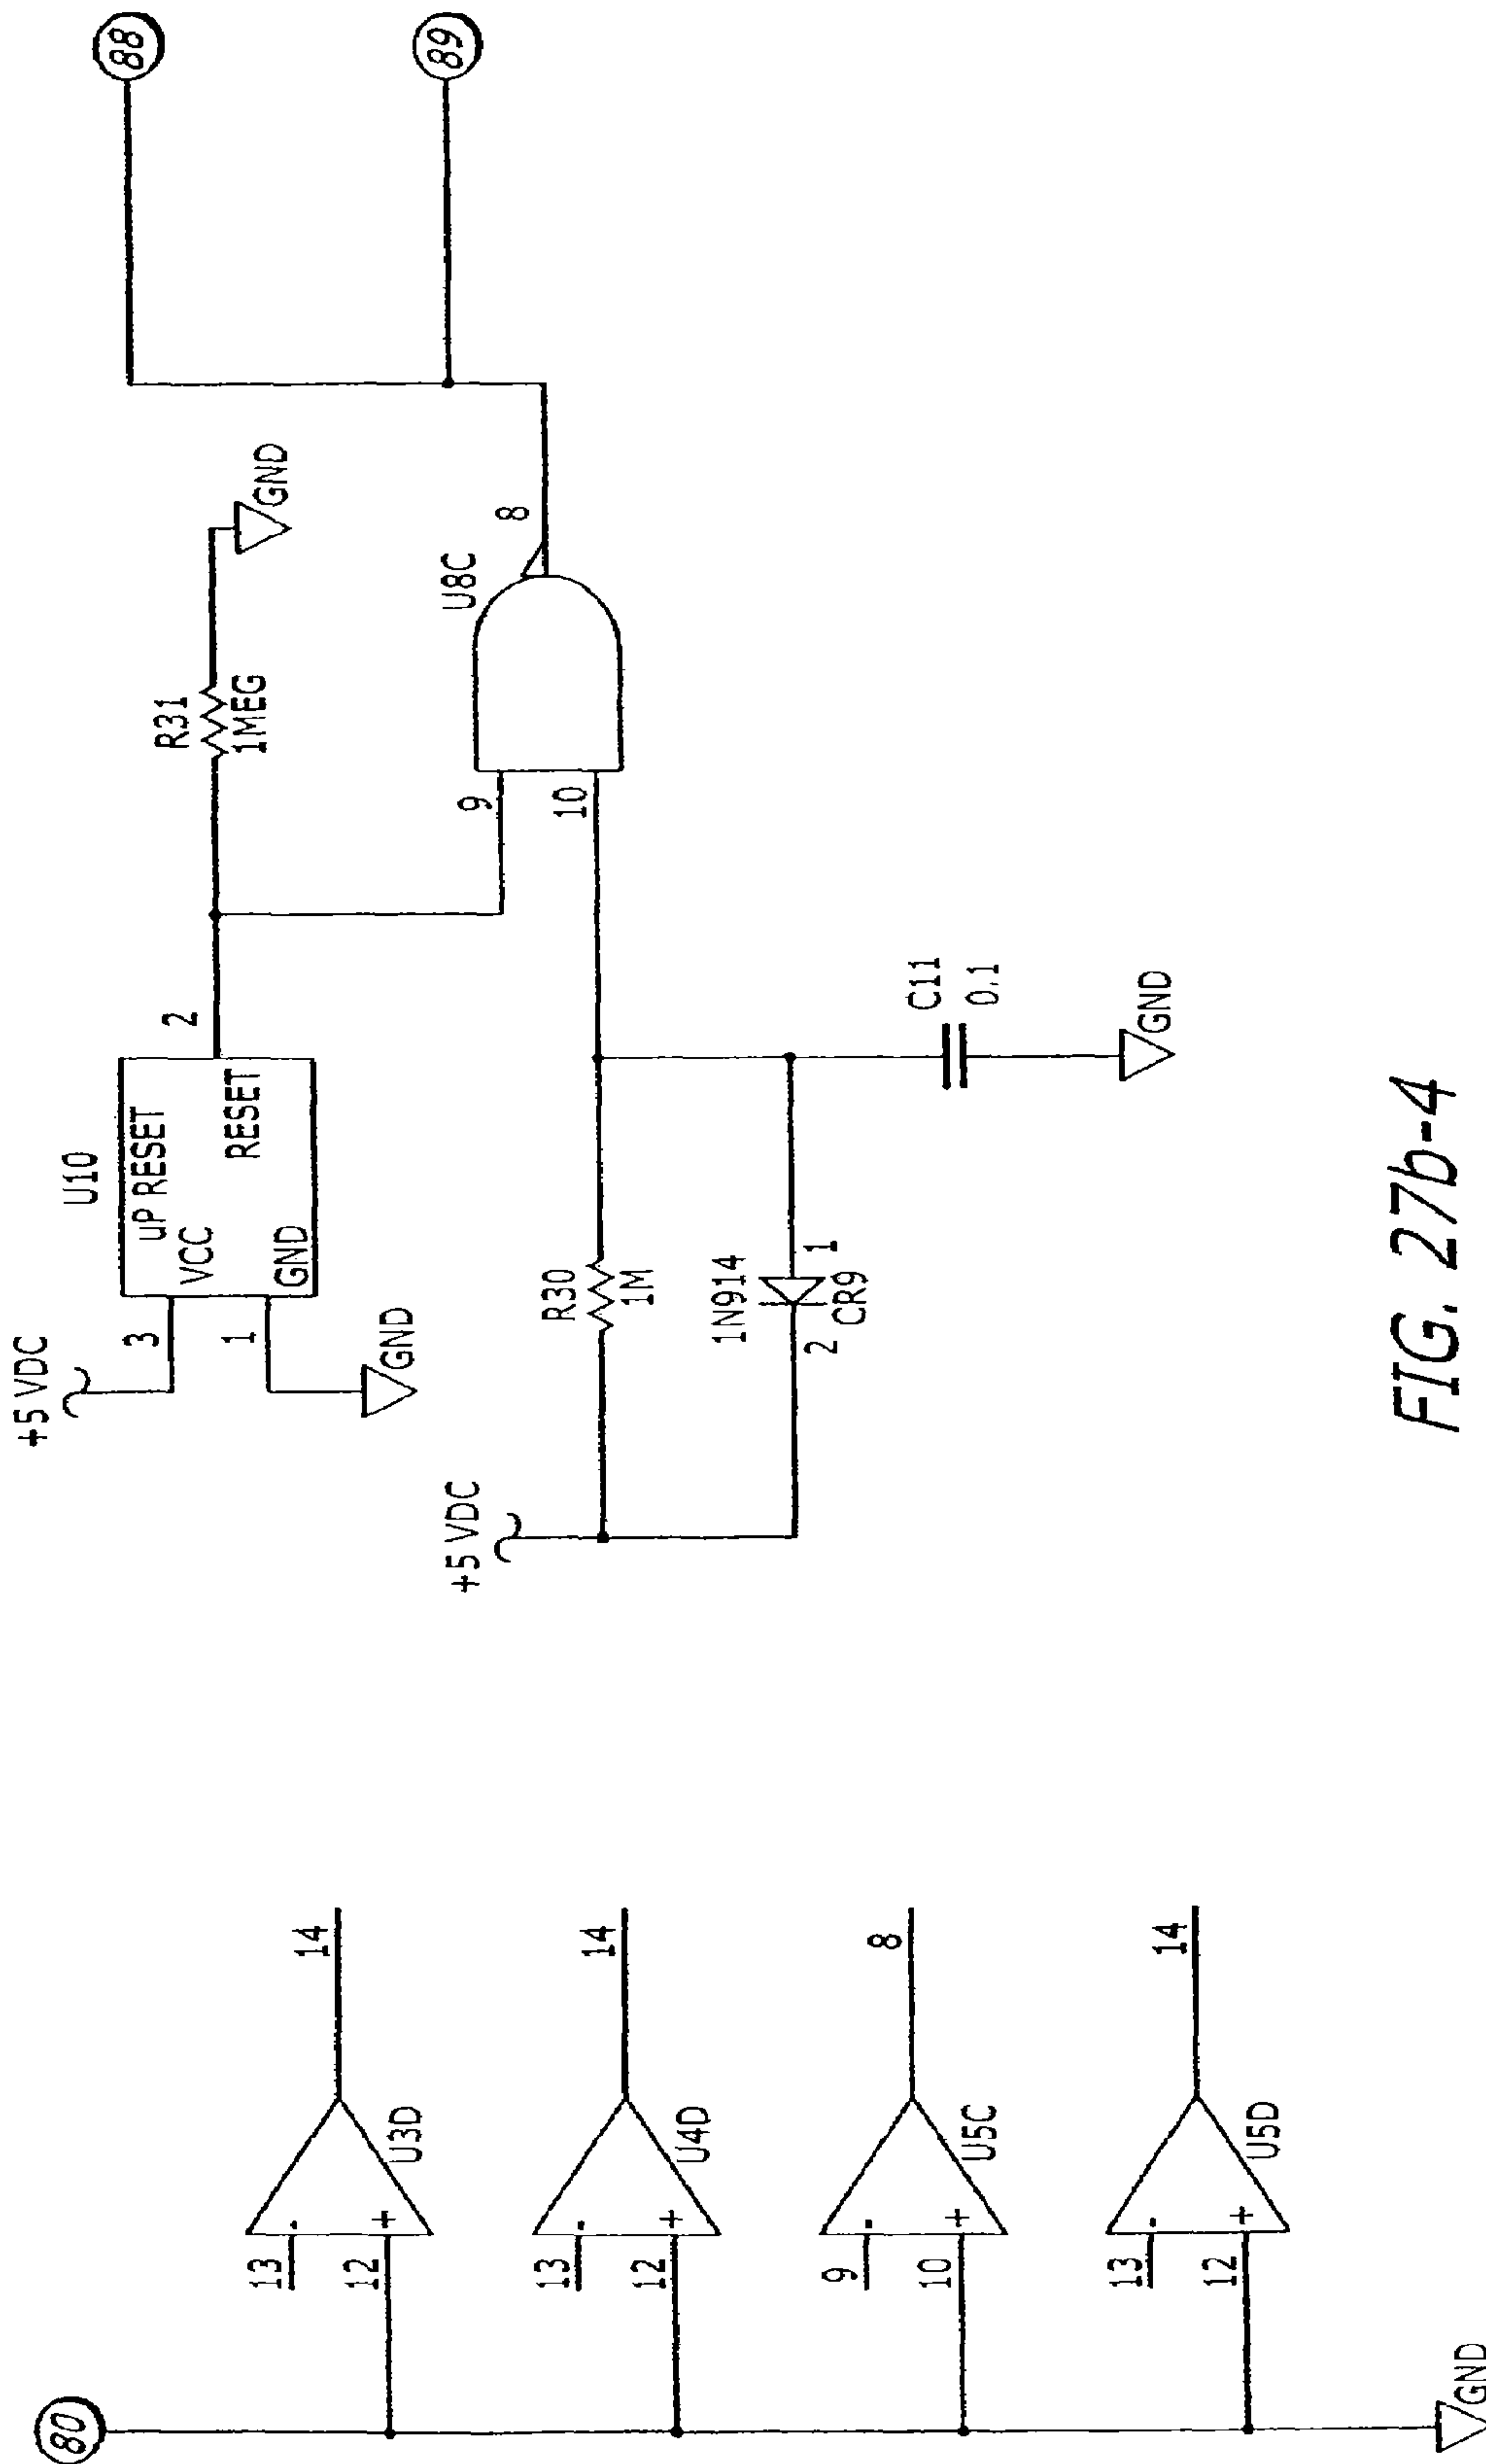 80
13
12
-
+
U3D
14
13
12
-
+
U4D
14
9
10
-
+
U5C
8
13
12
-
+
U5D
14
GND
+5 VDC
3
1
GND
U10
uP RESET
VCC
GND
RESET
2
R31
1MEG
GND
+5 VDC
R30
1M
1N914
2
1
CR9
C11
0.1
GND
9
10
U8C
8
88
89
FIG. 27b-4